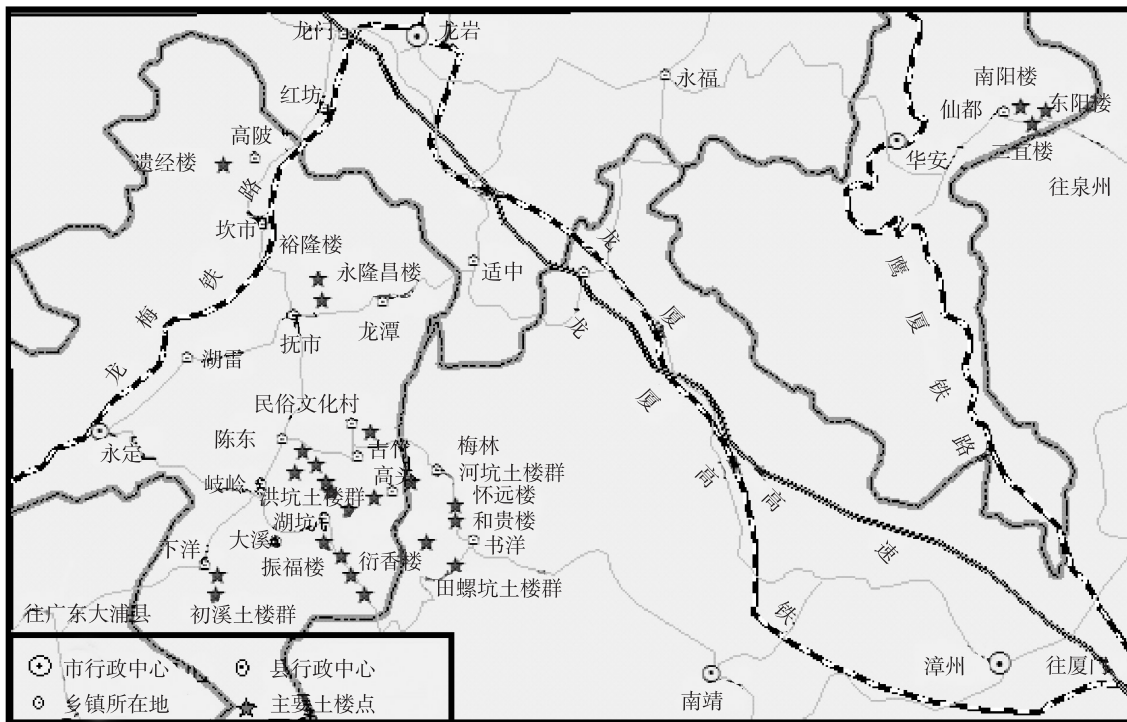 龙门
龙岩
永福
南阳楼
仙都
东阳楼
红坊
高陂
华安
二宜楼
遗经楼
往泉州
坎市
裕隆楼
永隆昌楼
适中
龙潭
抚市
湖雷
龙梅铁路
龙厦高速
龙厦高铁
鹰厦铁路
民俗文化村
陈东
古竹
梅林
永定
岐岭
高头
河坑土楼群
洪坑土楼群
怀远楼
湖坑
和贵楼
大溪
书洋
下洋
振福楼
衍香楼
田螺坑土楼群
往广东大浦县
初溪土楼群
市行政中心
县行政中心
乡镇所在地
主要土楼点
南靖
漳州
往厦门